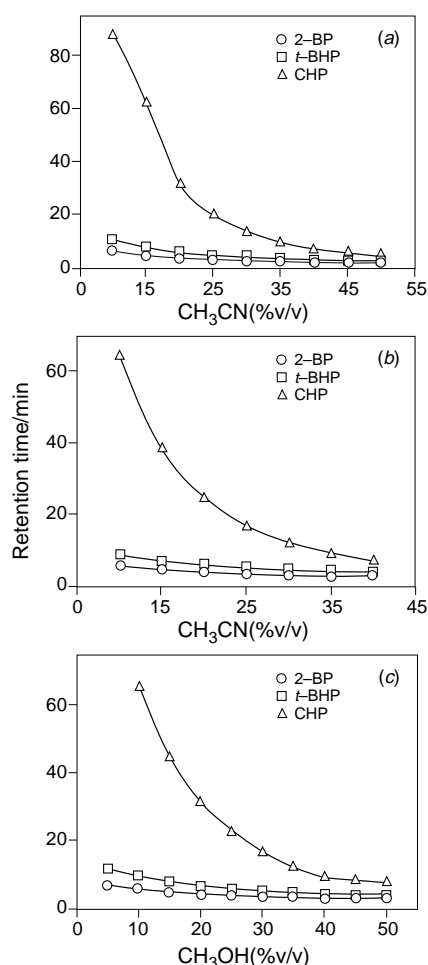 (a)
2–BP
t–BHP
CHP
80
60
40
20
0
0 15 25 35 45 55
CH3CN(%v/v)
(b)
2–BP
t–BHP
CHP
60
40
20
0
0 15 25 35 45
CH3CN(%v/v)
Retention time/min
(c)
2–BP
t–BHP
CHP
60
40
20
0
0 10 20 30 40 50
CH3OH(%v/v)